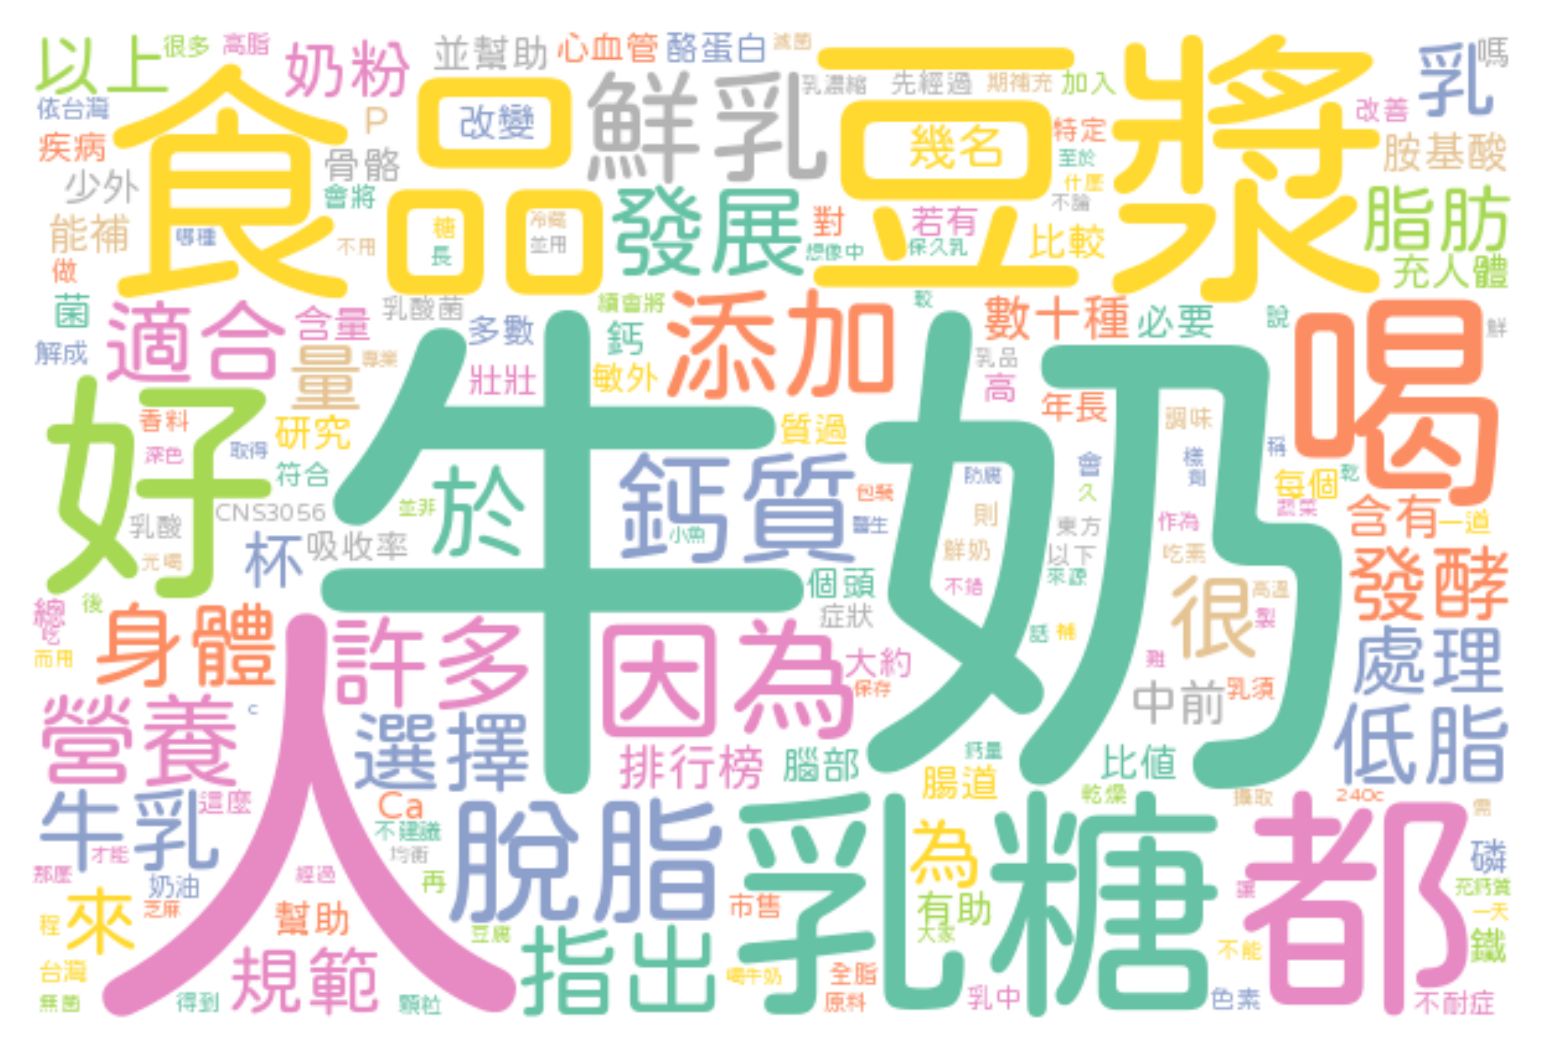 以上
很多
高脂
奶粉
並幫助
心血管
酪蛋白
滅菌
乳
嗎
依台灣
食品
P
改變
鮮乳
乳濃縮
先經過
期補充
加入
豆漿
改善
疾病
骨骼
幾名
特定
至於
胺基酸
少外
會將
發展
什麼
不論
脂肪
能補
哪種
不用
糖
長
冷藏
並用
對
想像中
若有
保久乳
比較
做
充人體
菌
適合
含量
乳酸菌
多數
續會將
鈣
添加
較
數十種
必要
說
喝
鮮
解成
量
專業
壯壯
敏外
乳品
高
年長
好
香料
深色
取得
研究
符合
牛奶
於
質過
調味
稱
乾
每個
蔬菜
CNS3056
乳酸
光喝
杯
吸收率
並非
鈣質
小魚
包裝
醫生
防腐
會
久
樣
劑
則
東方
作為
含有
一道
鮮奶
以下
吃素
來源
個頭
不錯
發酵
總
吃
後
而用
身體
人
許多
因為
症狀
大約
保存
話
補
很
高溫
製
難
中前
乳須
處理
營養
c
選擇
排行榜
腦部
鈣量
比值
低脂
腸道
乾燥
攝取
240c
需
牛乳
這麼
Ca
不建議
均衡
脫脂
乳糖
為
都
磷
才能
那麼
奶油
經過
再
充鈣質
芝麻
讓
一天
程
來
幫助
豆腐
市售
有助
大家
不能
鐵
台灣
規範
指出
喝牛奶
全脂
無菌
得到
顆粒
原料
乳中
色素
不耐症